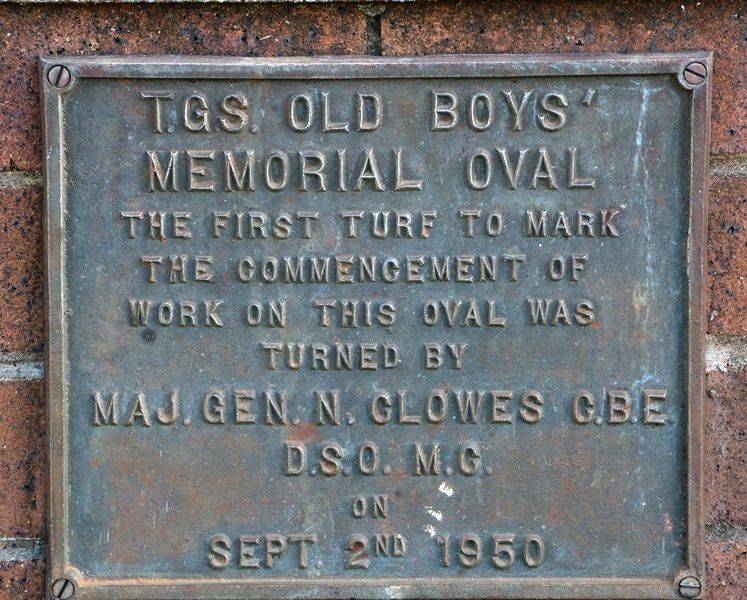 T.G.S. OLD BOYS'
MEMORIAL OVAL
THE FIRST TURF TO MARK
THE COMMENCEMENT OF
WORK ON THIS OVAL WAS
TURNED BY
MAJ. GEN. N. CLOWES C.B.E.
D.S.O. M.C.
ON
SEPT. 2ND 1950